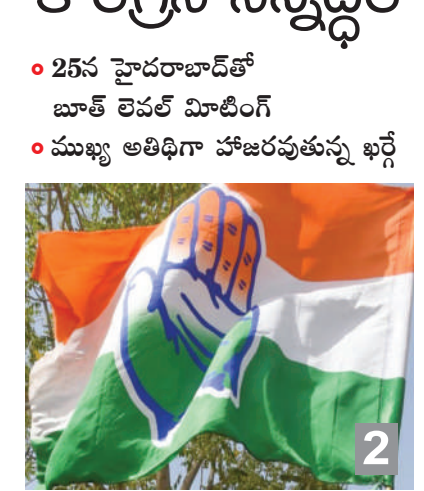 • 25న హైదరాబాద్‌తో
బూత్ లెవల్ మీటింగ్
• ముఖ్య అతిథిగా హాజరవుతున్న ఖర్గే
2